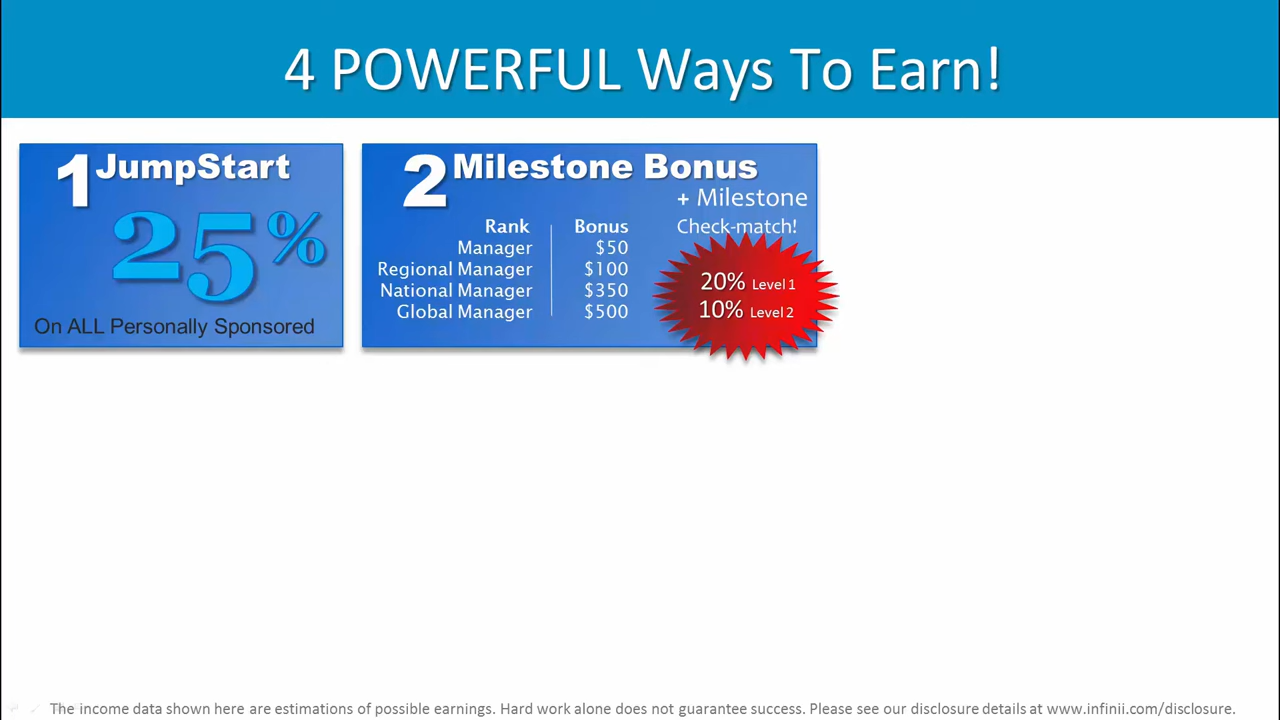 4 POWERFUL Ways To Earn!
1 JumpStart
25%
On ALL Personally Sponsored
2 Milestone Bonus
+ Milestone
Check-match!
Rank Bonus
Manager $50
Regional Manager $100
National Manager $350
Global Manager $500
20% Level 1
10% Level 2
The income data shown here are estimations of possible earnings. Hard work alone does not guarantee success. Please see our disclosure details at www.infinii.com/disclosure.